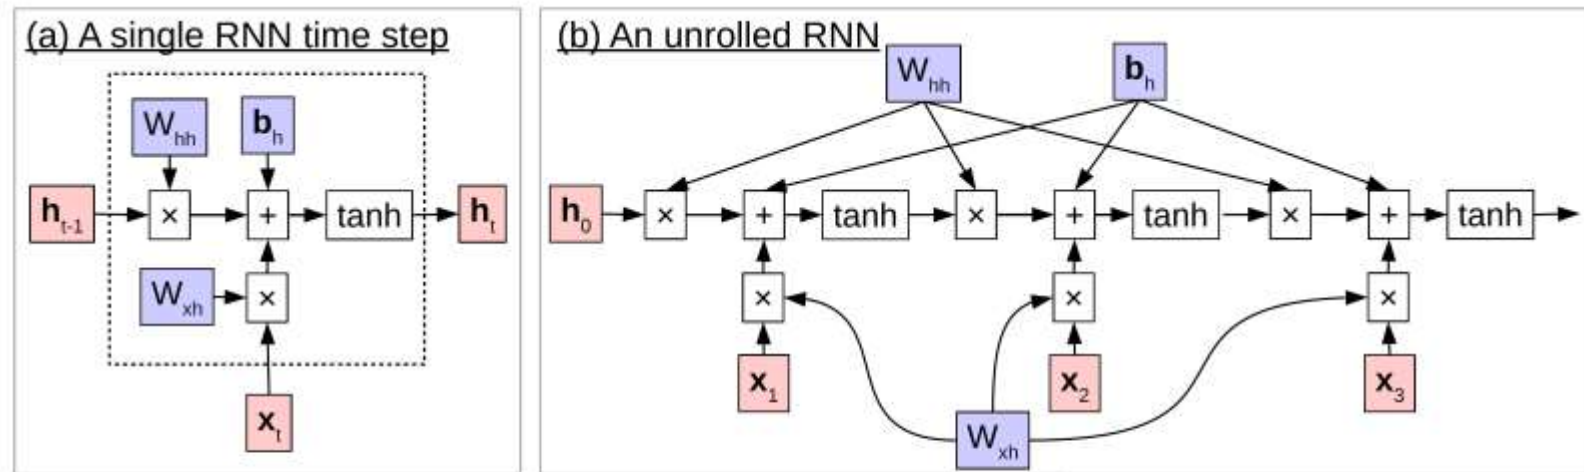 (a) A single RNN time step
W_hh b_h
h_t-1 × + tanh h_t
W_xh ×
x_t
(b) An unrolled RNN
W_hh b_h
h_0 × + tanh × + tanh × + tanh
× × ×
x_1 x_2 x_3
W_xh